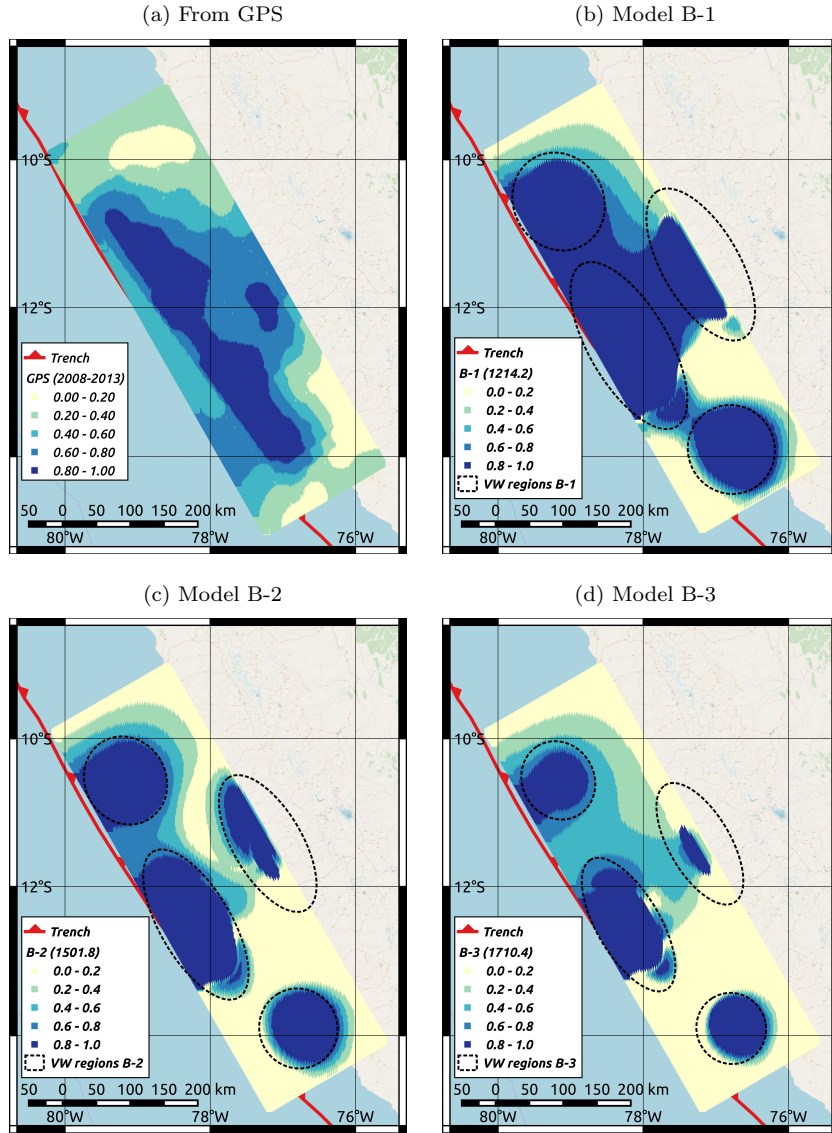 (a) From GPS
10°S
12°S
Trench
GPS (2008-2013)
0.00 - 0.20
0.20 - 0.40
0.40 - 0.60
0.60 - 0.80
0.80 - 1.00
50 0 50 100 150 200 km
80°W 78°W 76°W
(b) Model B-1
10°S
12°S
Trench
B-1 (1214.2)
0.0 - 0.2
0.2 - 0.4
0.4 - 0.6
0.6 - 0.8
0.8 - 1.0
VW regions B-1
50 0 50 100 150 200 km
80°W 78°W 76°W
(c) Model B-2
10°S
12°S
Trench
B-2 (1501.8)
0.0 - 0.2
0.2 - 0.4
0.4 - 0.6
0.6 - 0.8
0.8 - 1.0
VW regions B-2
50 0 50 100 150 200 km
80°W 78°W 76°W
(d) Model B-3
10°S
12°S
Trench
B-3 (1710.4)
0.0 - 0.2
0.2 - 0.4
0.4 - 0.6
0.6 - 0.8
0.8 - 1.0
VW regions B-3
50 0 50 100 150 200 km
80°W 78°W 76°W